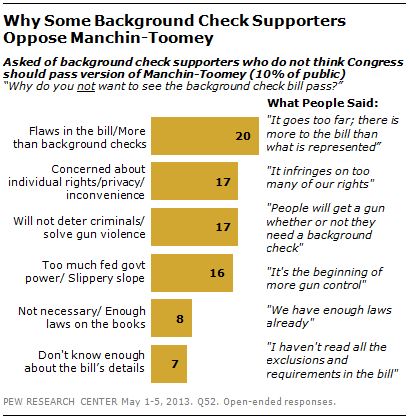 Why Some Background Check Supporters
Oppose Manchin-Toomey
Asked of background check supporters who do not think Congress
should pass version of Manchin-Toomey (10% of public)
“Why do you not want to see the background check bill pass?”
What People Said:
Flaws in the bill/More
than background checks
20
"It goes too far; there is
more to the bill than
what is represented”
Concerned about
individual rights/privacy/
inconvenience
17
"It infringes on too
many of our rights"
Will not deter criminals/
solve gun violence
17
"People will get a gun
whether or not they
need a background
check"
Too much fed govt
power/ Slippery slope
16
"It's the beginning of
more gun control"
Not necessary/ Enough
laws on the books
8
"We have enough laws
already"
Don't know enough
about the bill's details
7
"I haven't read all the
exclusions and
requirements in the bill"
PEW RESEARCH CENTER May 1-5, 2013. Q52. Open-ended responses.